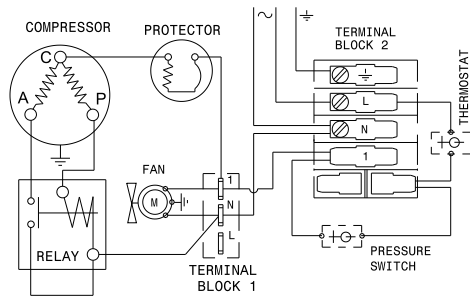 COMPRESSOR
PROTECTOR
TERMINAL
BLOCK 2
THERMOSTAT
C
A
P
L
N
1
FAN
M
1
N
L
RELAY
TERMINAL
BLOCK 1
PRESSURE
SWITCH